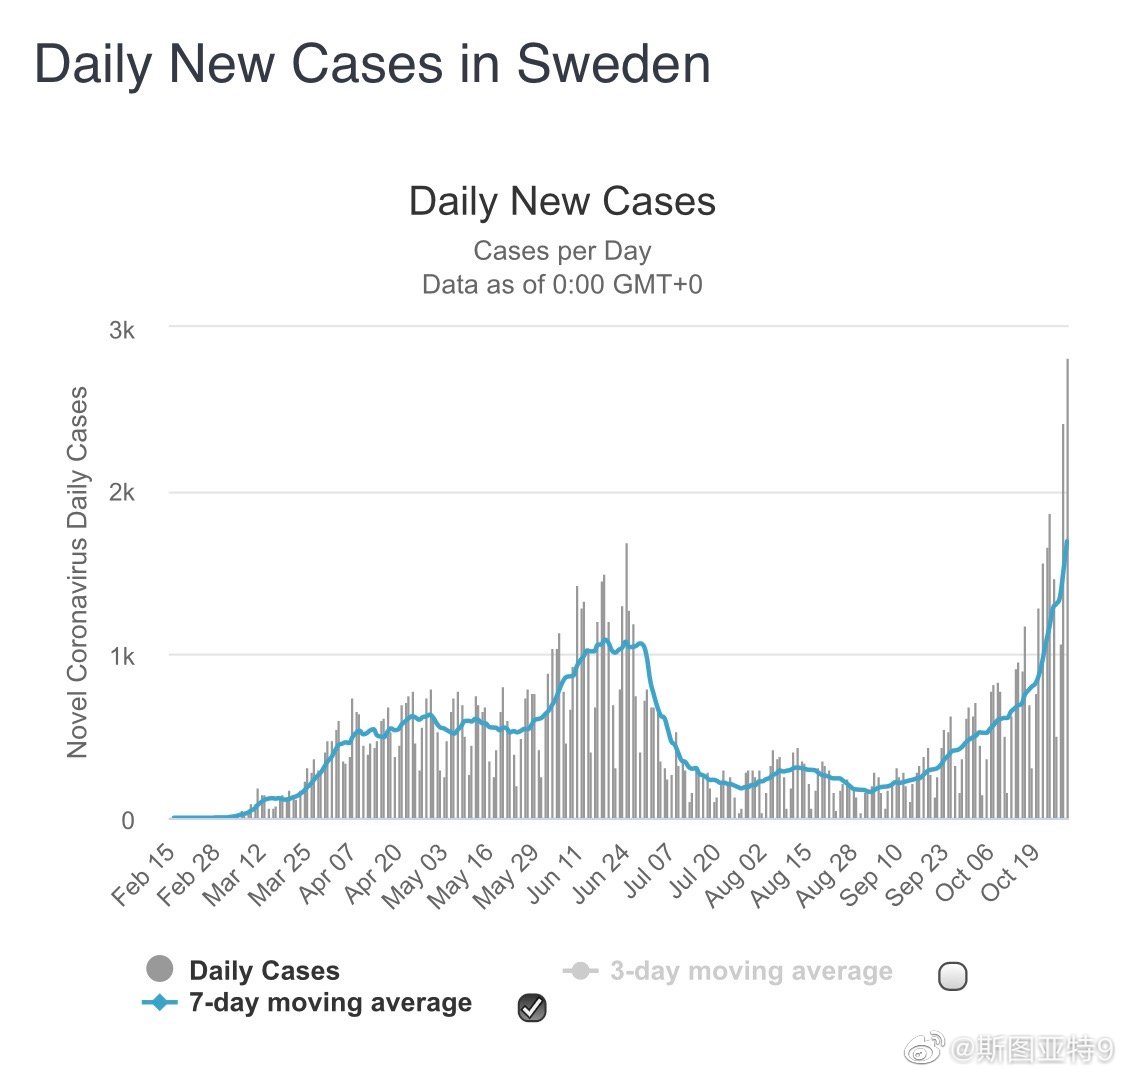 Daily New Cases in Sweden
Daily New Cases
Cases per Day
Data as of 0:00 GMT+0
Novel Coronavirus Daily Cases
3k
2k
1k
0
Feb 15
Feb 28
Mar 12
Mar 25
Apr 07
Apr 20
May 03
May 16
May 29
Jun 11
Jun 24
Jul 07
Jul 20
Aug 02
Aug 15
Aug 28
Sep 10
Sep 23
Oct 06
Oct 19
Daily Cases
3-day moving average
7-day moving average
@斯图亚特9